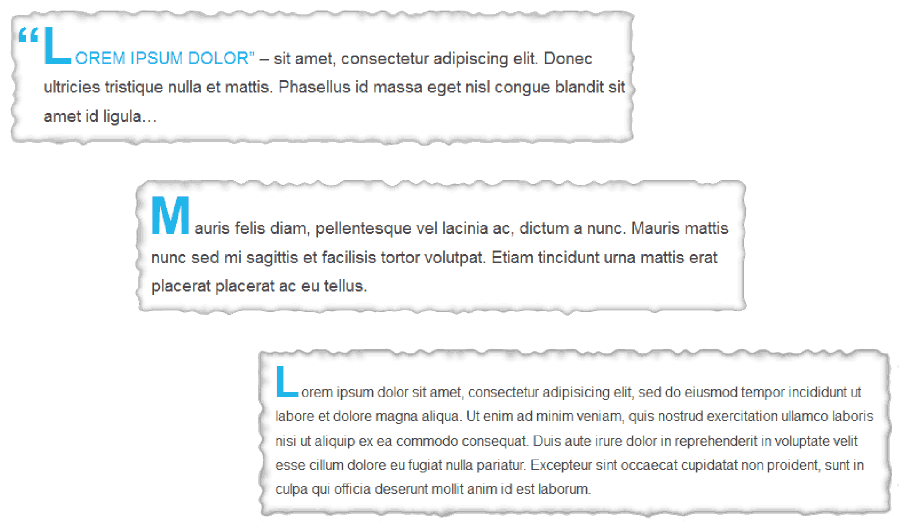 “LOREM IPSUM DOLOR” – sit amet, consectetur adipiscing elit. Donec
ultricies tristique nulla et mattis. Phasellus id massa eget nisl congue blandit sit
amet id ligula…
Mauris felis diam, pellentesque vel lacinia ac, dictum a nunc. Mauris mattis
nunc sed mi sagittis et facilisis tortor volutpat. Etiam tincidunt urna mattis erat
placerat placerat ac eu tellus.
Lorem ipsum dolor sit amet, consectetur adipisicing elit, sed do eiusmod tempor incididunt ut
labore et dolore magna aliqua. Ut enim ad minim veniam, quis nostrud exercitation ullamco laboris
nisi ut aliquip ex ea commodo consequat. Duis aute irure dolor in reprehenderit in voluptate velit
esse cillum dolore eu fugiat nulla pariatur. Excepteur sint occaecat cupidatat non proident, sunt in
culpa qui officia deserunt mollit anim id est laborum.